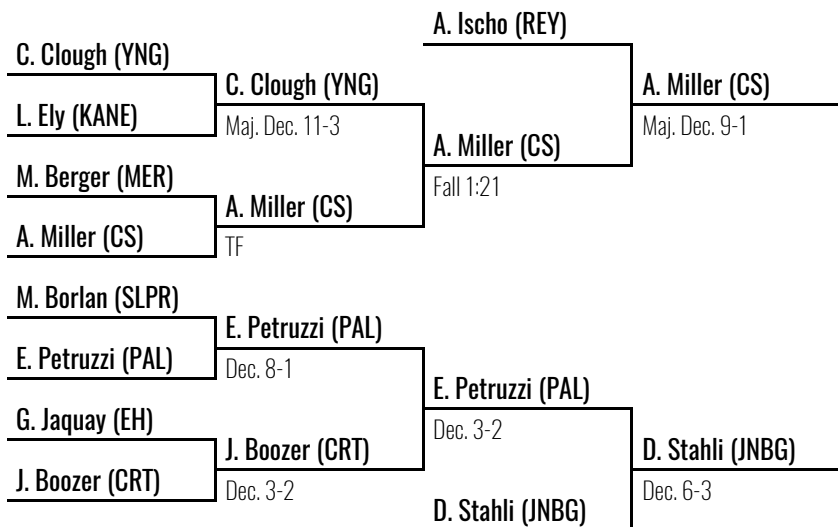 C. Clough (YNG)
L. Ely (KANE)
M. Berger (MER)
A. Miller (CS)
M. Borlan (SLPR)
E. Petruzzi (PAL)
G. Jaquay (EH)
J. Boozer (CRT)
C. Clough (YNG)
Maj. Dec. 11-3
A. Miller (CS)
TF
E. Petruzzi (PAL)
Dec. 8-1
J. Boozer (CRT)
Dec. 3-2
A. Ischo (REY)
A. Miller (CS)
Fall 1:21
E. Petruzzi (PAL)
Dec. 3-2
D. Stahli (JNBG)
A. Miller (CS)
Maj. Dec. 9-1
D. Stahli (JNBG)
Dec. 6-3